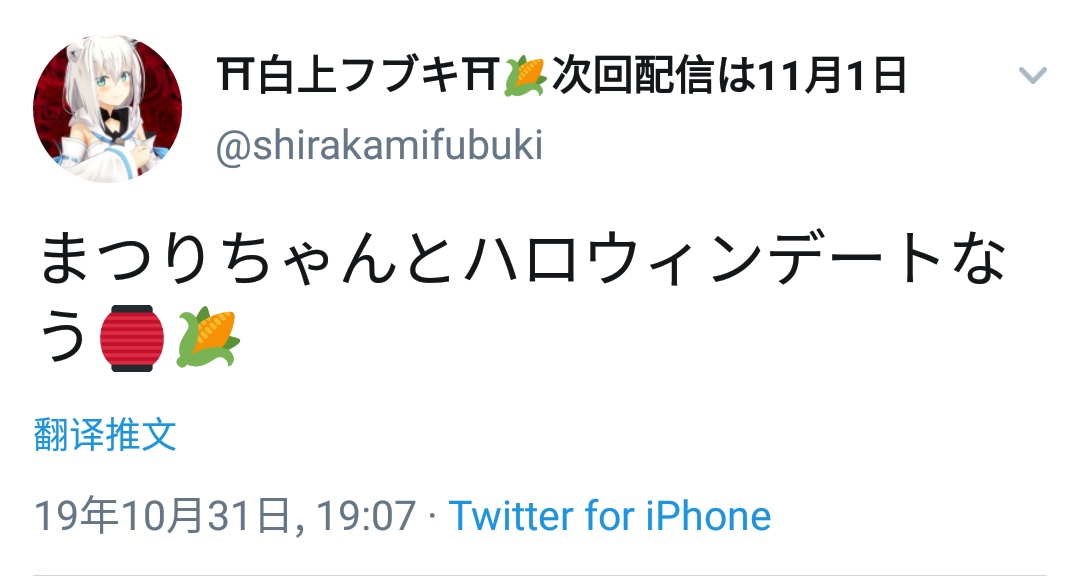 ⛩白上フブキ⛩🌽次回配信は11月1日
@shirakamifubuki
まつりちゃんとハロウィンデートな
う🏮🌽
翻译推文
19年10月31日, 19:07 · Twitter for iPhone